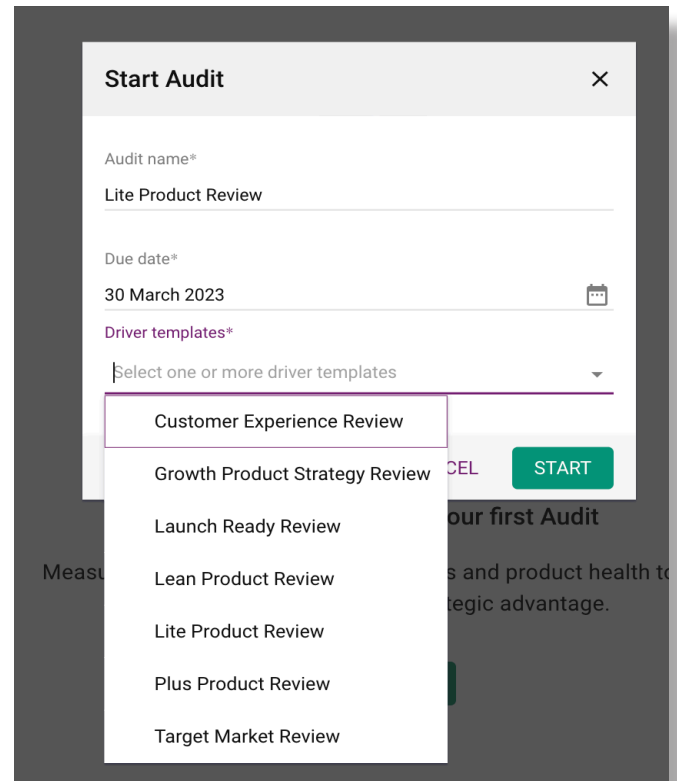 Start Audit
Audit name*
Lite Product Review
Due date*
30 March 2023
Driver templates*
Select one or more driver templates
Customer Experience Review
Growth Product Strategy Review
CEL
START
Launch Ready Review
our first Audit
Lean Product Review
Measu
s and product health to
tegic advantage.
Lite Product Review
Plus Product Review
Target Market Review